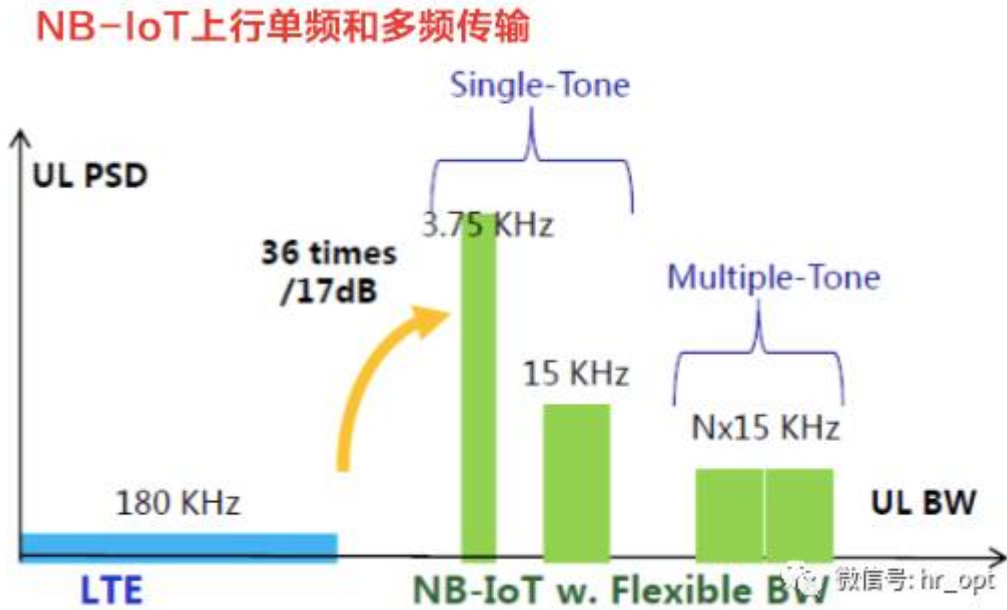 NB-IoT上行单频和多频传输
Single-Tone
UL PSD
3.75 KHz
36 times
/17dB
Multiple-Tone
15 KHz
Nx15 KHz
180 KHz
UL BW
LTE
NB-IoT w. Flexible BW
微信号: hr_opt